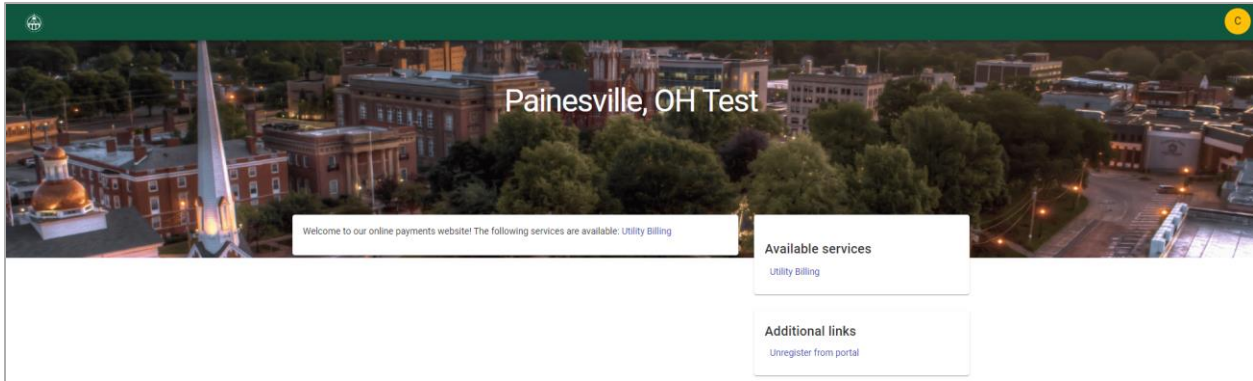 C
Painesville, OH Test
Welcome to our online payments website! The following services are available: Utility Billing
Available services
Utility Billing
Additional links
Unregister from portal